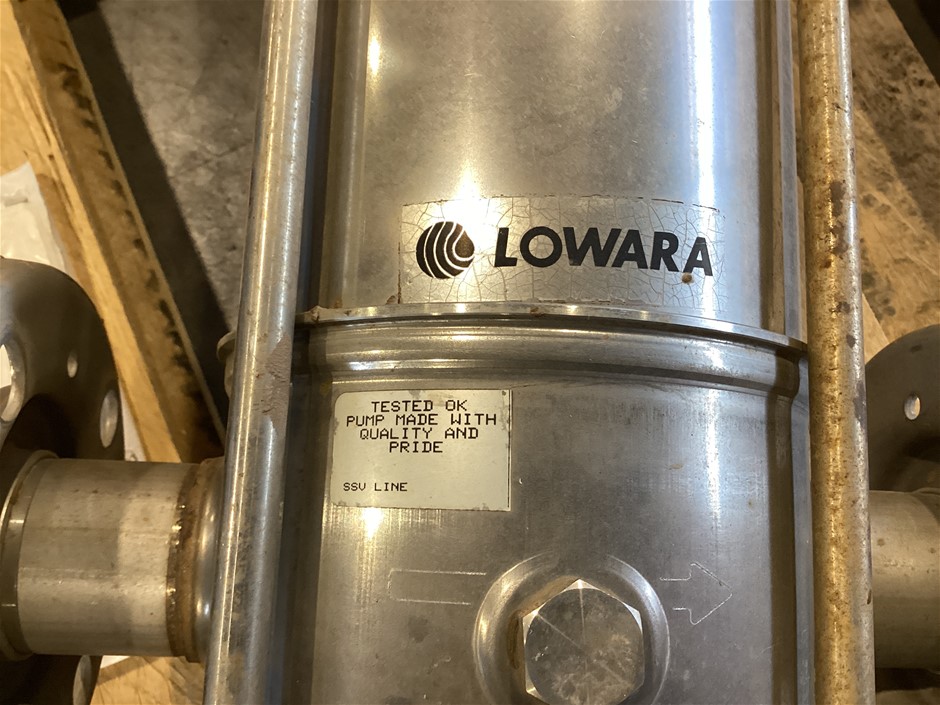 LOWARA
TESTED OK
PUMP MADE WITH
QUALITY AND
PRIDE
SSV LINE